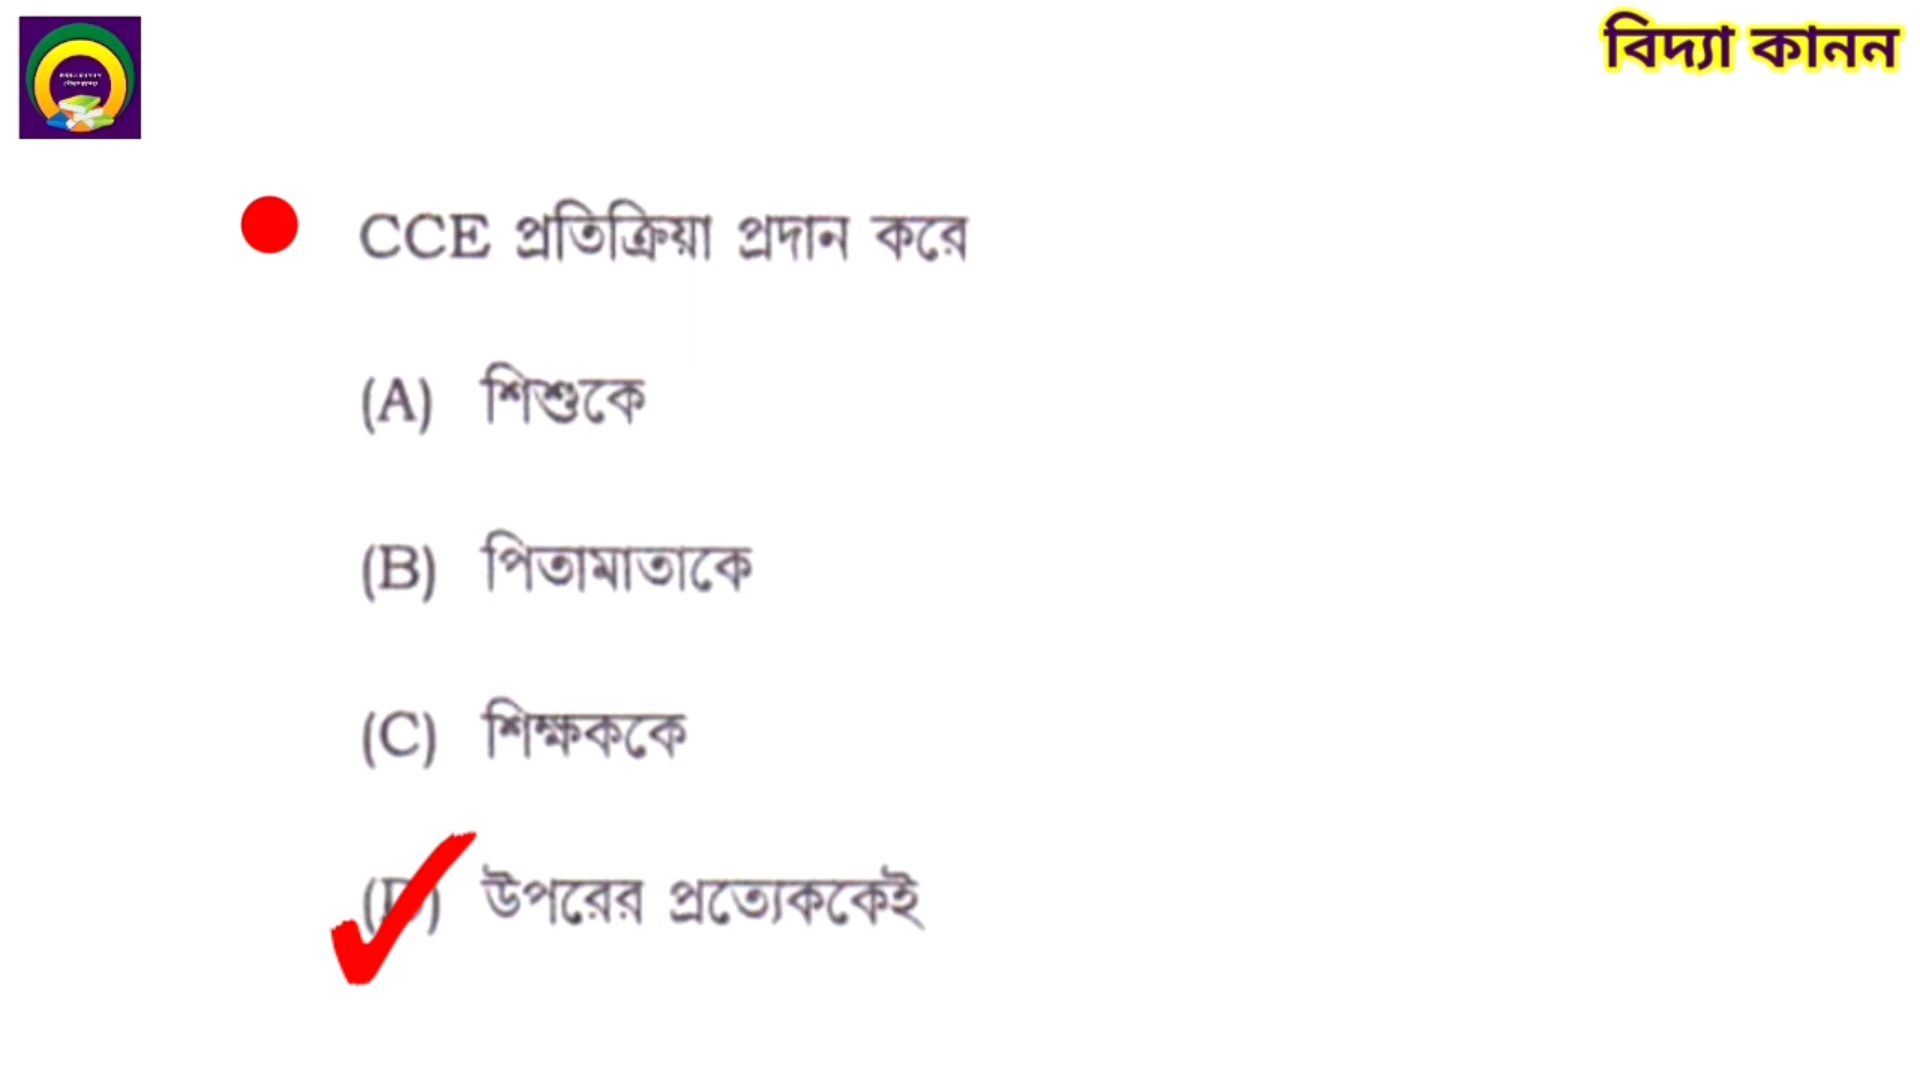 বিদ্যা কানন
CCE প্রতিক্রিয়া প্রদান করে
(A) শিশুকে
(B) পিতামাতাকে
(C) শিক্ষককে
(D) উপরের প্রত্যেককেই